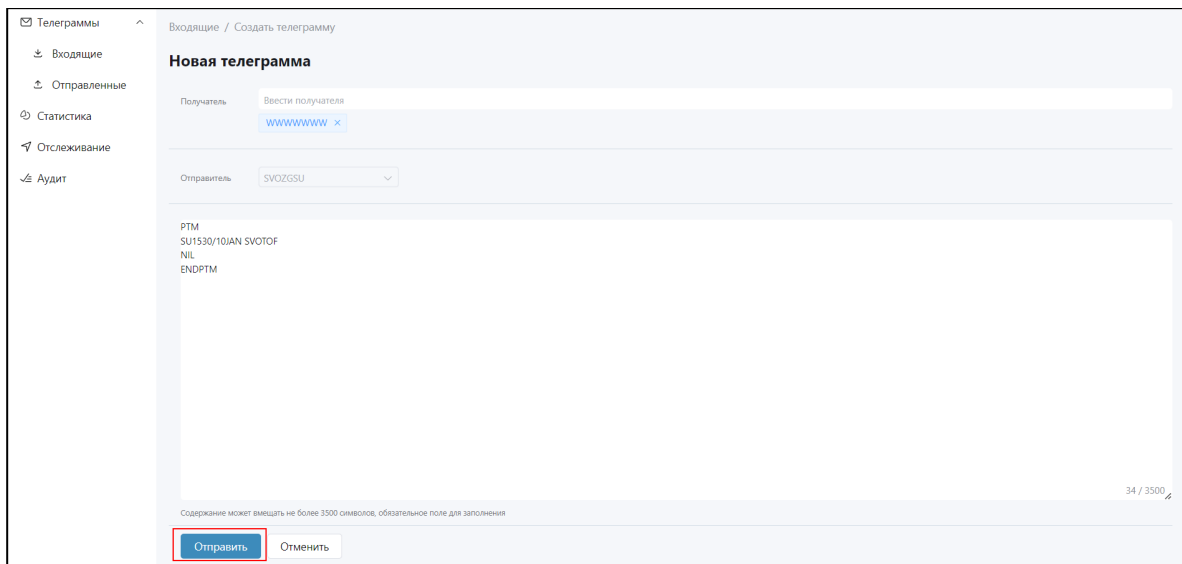 Телеграммы
Входящие
Отправленные
Статистика
Отслеживание
Аудит
Входящие / Создать телеграмму
Новая телеграмма
Получатель
Ввести получателя
WWWWWWW ×
Отправитель
SVOZGSU
PTM
SU1530/10JAN SVOTOF
NIL
ENDPTM
34 / 3500
Содержание может вмещать не более 3500 символов, обязательное поле для заполнения
Отправить
Отменить